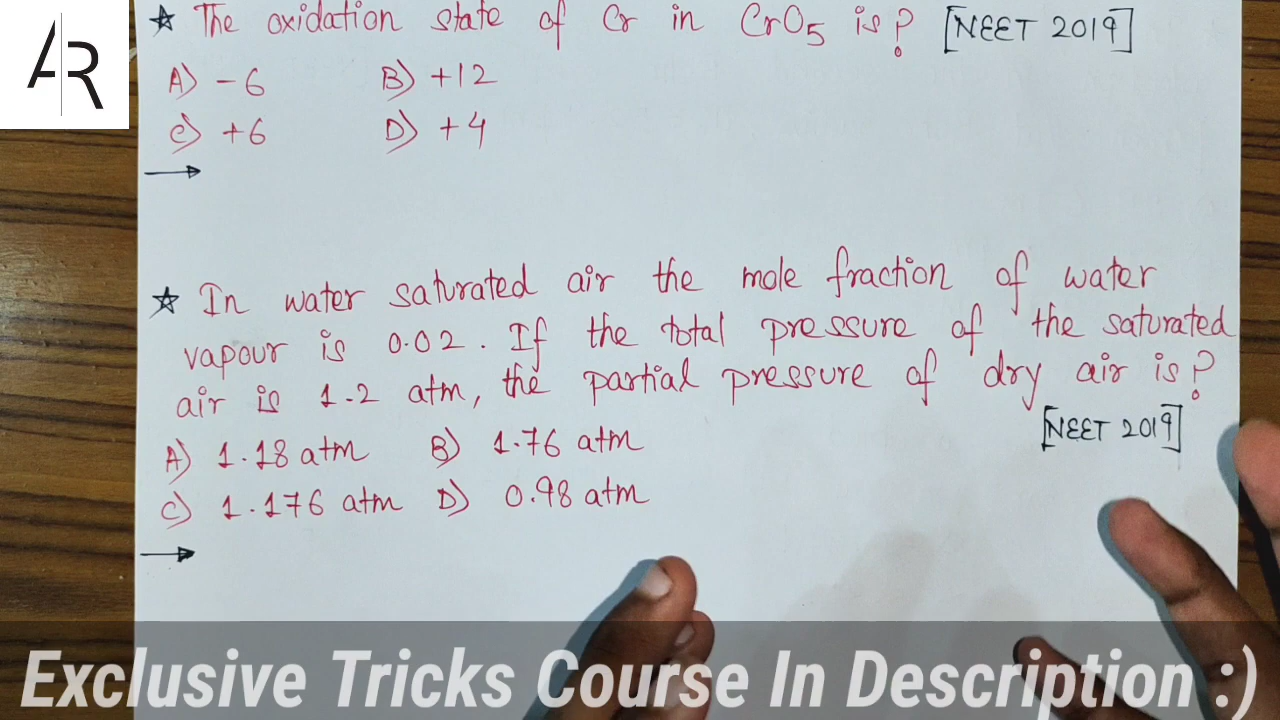 AR
☆ The oxidation state of Cr in CrO5 is? [NEET 2019]
A) -6 B) +12
C) +6 D) +4
☆ In water saturated air the mole fraction of water
vapour is 0.02. If the total pressure of the saturated
air is 1.2 atm, the partial pressure of dry air is?
[NEET 2019]
A) 1.18 atm B) 1.76 atm
C) 1.176 atm D) 0.98 atm
Exclusive Tricks Course In Description :)